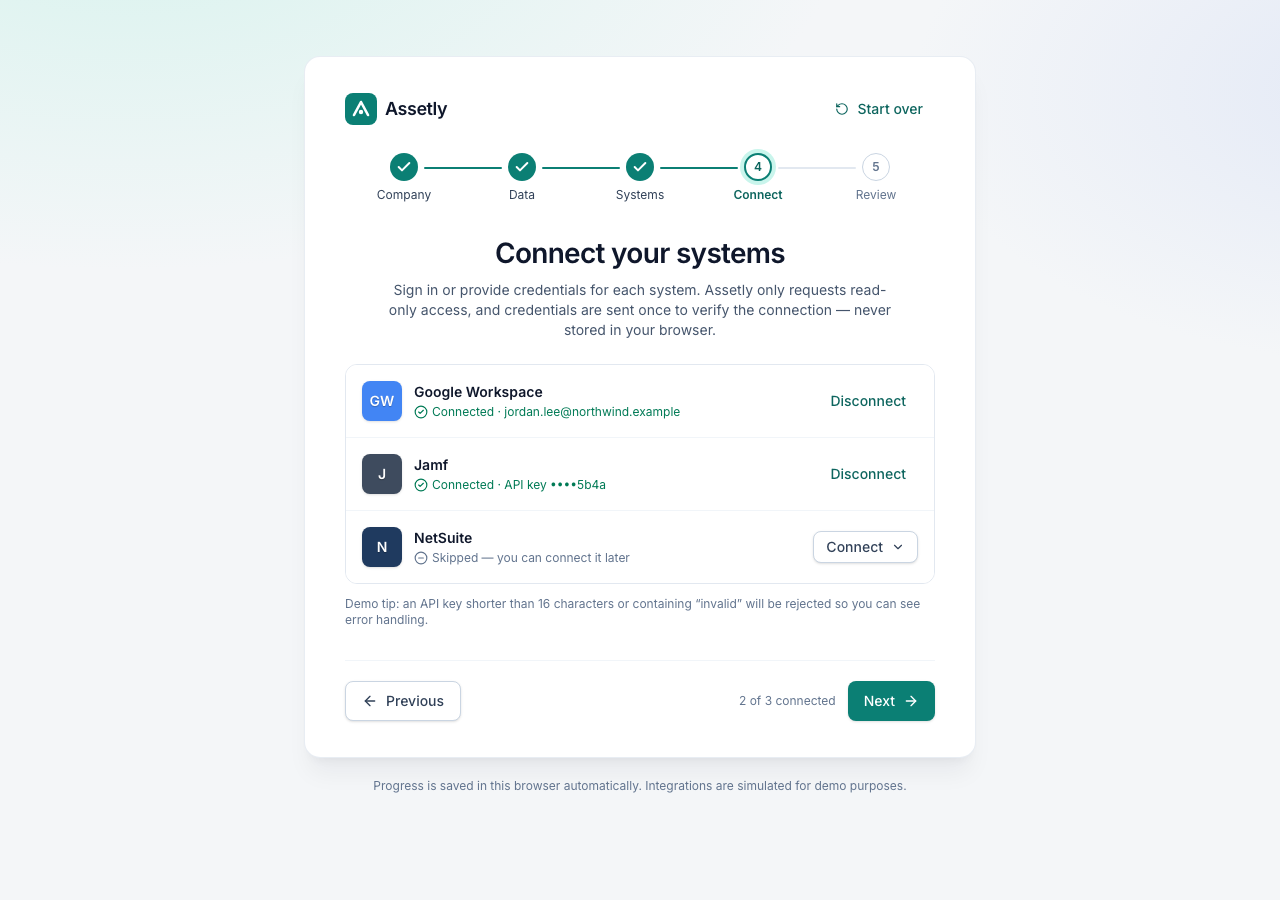 Assetly
Start over
4
5
Company
Data
Systems
Connect
Review
Connect your systems
Sign in or provide credentials for each system. Assetly only requests read-
only access, and credentials are sent once to verify the connection — never
stored in your browser.
GW
Google Workspace
Connected · jordan.lee@northwind.example
Disconnect
J
Jamf
Connected · API key ••••5b4a
Disconnect
N
NetSuite
Skipped — you can connect it later
Connect
Demo tip: an API key shorter than 16 characters or containing “invalid” will be rejected so you can see
error handling.
Previous
2 of 3 connected
Next
Progress is saved in this browser automatically. Integrations are simulated for demo purposes.